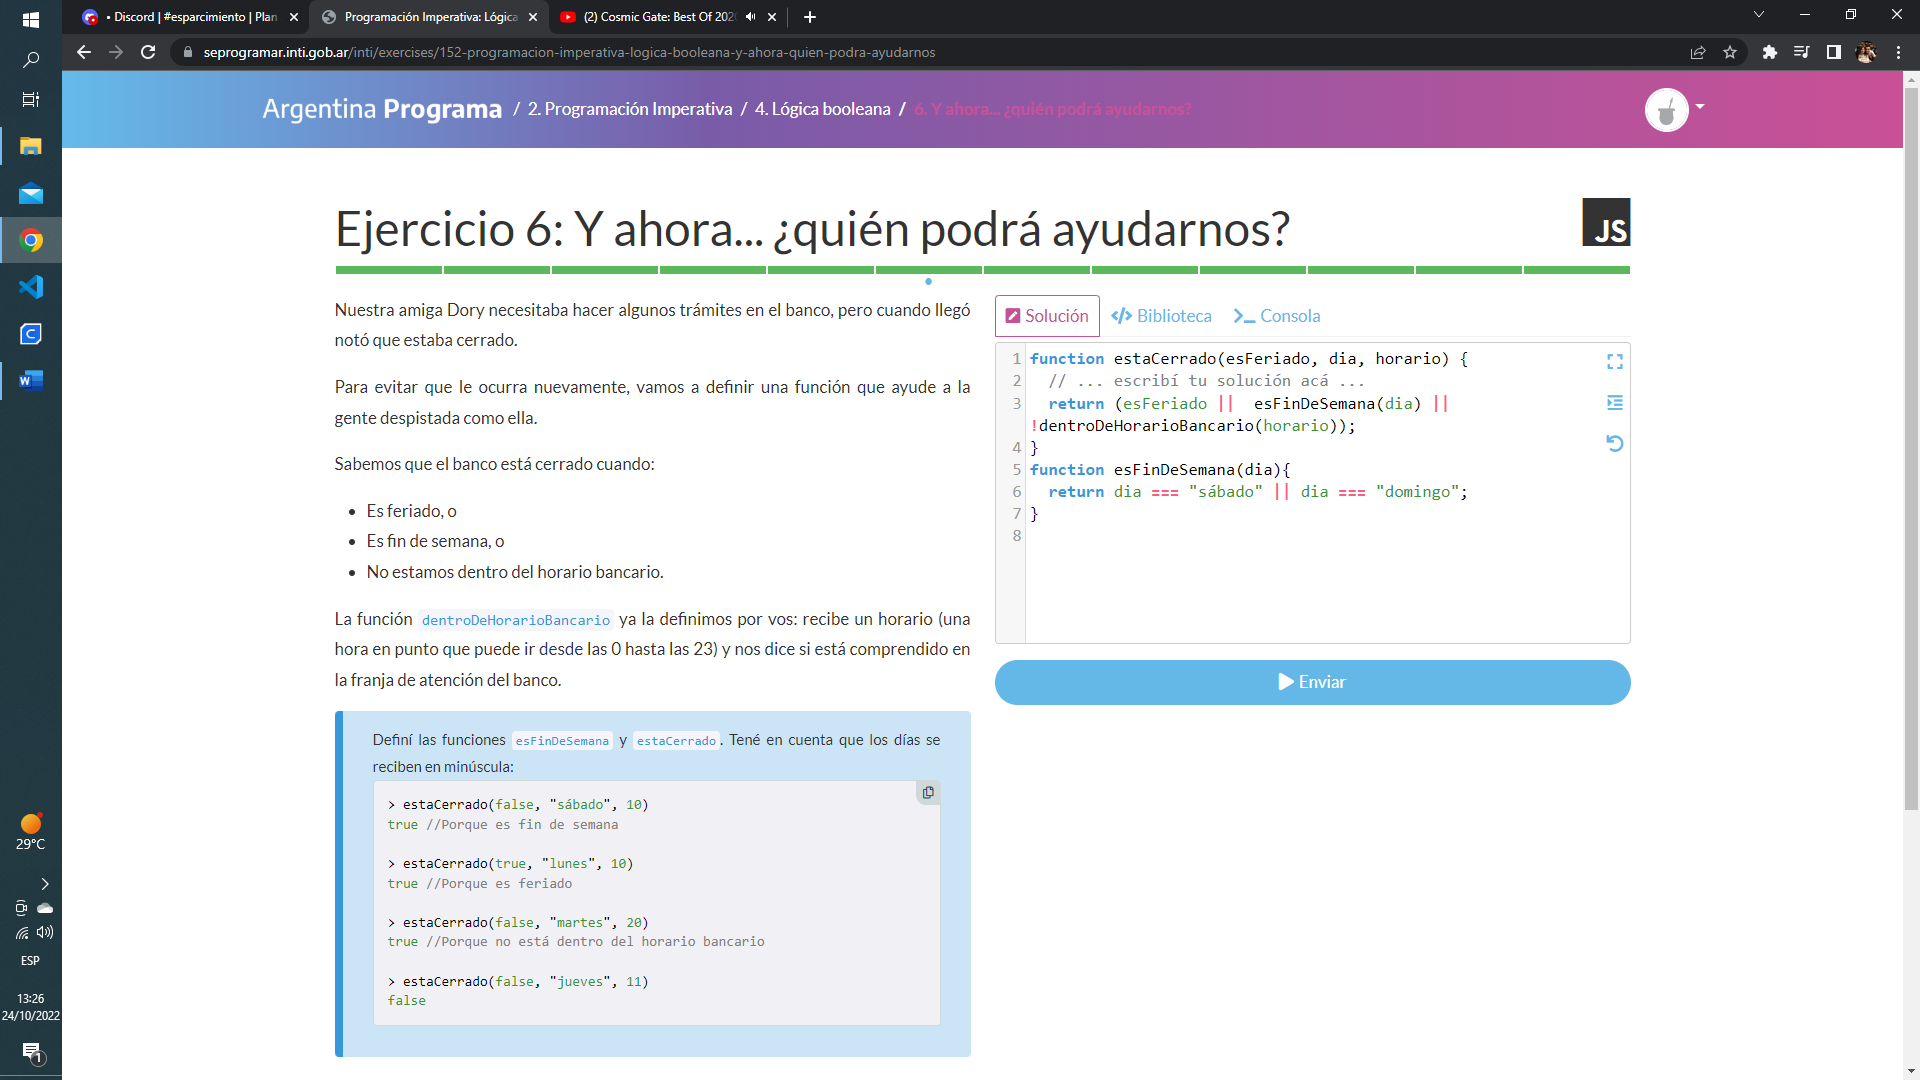 • Discord | #esparcimiento | Plan
Programación Imperativa: Lógica
(2) Cosmic Gate: Best Of 202
seprogramar.inti.gob.ar/inti/exercises/152-programacion-imperativa-logica-booleana-y-ahora-quien-podra-ayudarnos
Argentina Programa / 2. Programación Imperativa / 4. Lógica booleana / 6. Y ahora... ¿quién podrá ayudarnos?
Ejercicio 6: Y ahora... ¿quién podrá ayudarnos?
JS
Nuestra amiga Dory necesitaba hacer algunos trámites en el banco, pero cuando llegó
notó que estaba cerrado.
Para evitar que le ocurra nuevamente, vamos a definir una función que ayude a la
gente despistada como ella.
Sabemos que el banco está cerrado cuando:
• Es feriado, o
• Es fin de semana, o
• No estamos dentro del horario bancario.
La función dentroDeHorarioBancario ya la definimos por vos: recibe un horario (una
hora en punto que puede ir desde las 0 hasta las 23) y nos dice si está comprendido en
la franja de atención del banco.
Definí las funciones esFinDeSemana y estaCerrado. Tené en cuenta que los días se
reciben en minúscula:
> estaCerrado(false, "sábado", 10)
true //Porque es fin de semana
> estaCerrado(true, "lunes", 10)
true //Porque es feriado
> estaCerrado(false, "martes", 20)
true //Porque no está dentro del horario bancario
> estaCerrado(false, "jueves", 11)
false
Solución
</> Biblioteca
>_ Consola
1 function estaCerrado(esFeriado, dia, horario) {
2 // ... escribí tu solución acá ...
3 return (esFeriado || esFinDeSemana(dia) ||
!dentroDeHorarioBancario(horario));
4 }
5 function esFinDeSemana(dia){
6 return dia === "sábado" || dia === "domingo";
7 }
8
Enviar
29°C
ESP
13:26
24/10/2022
1